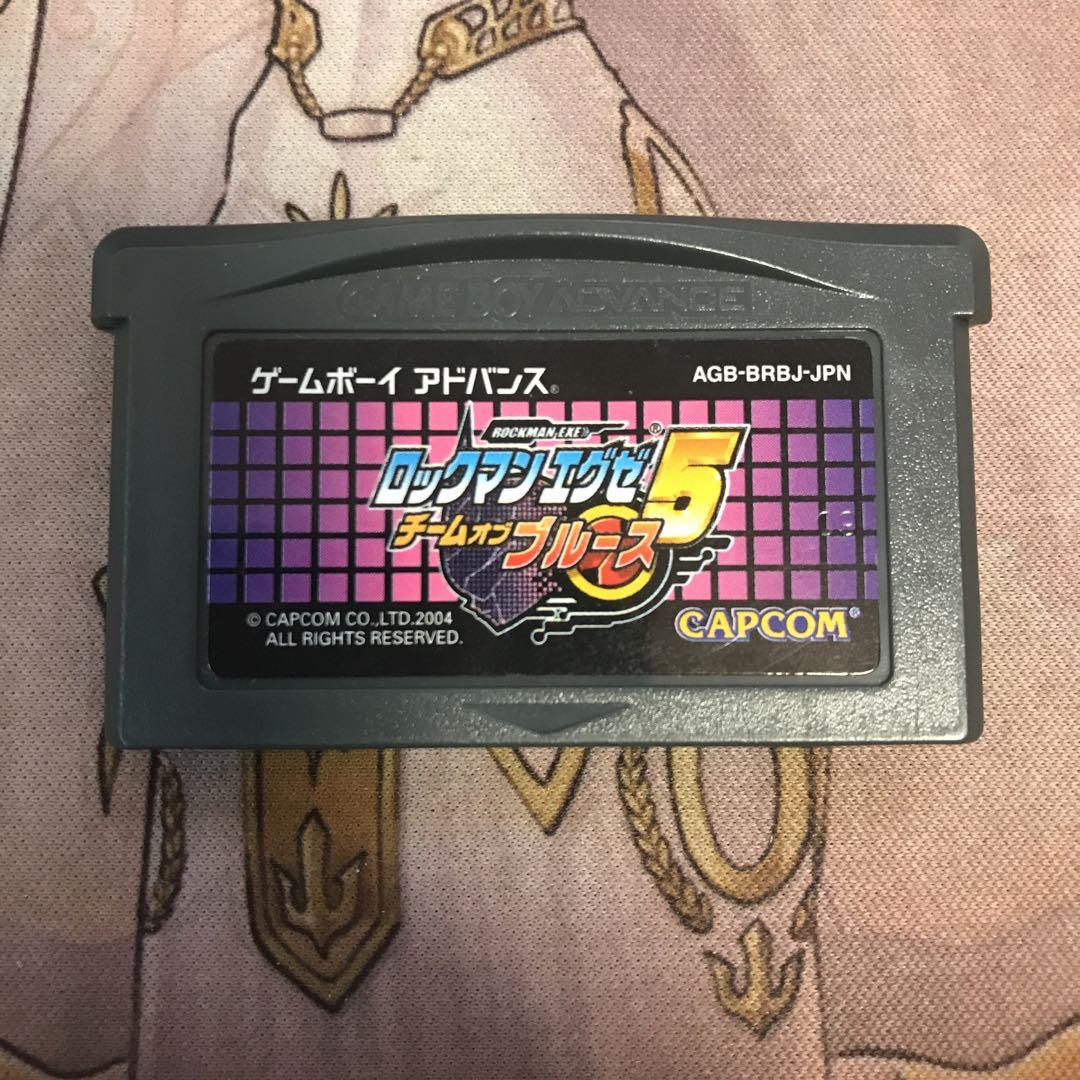 GAME BOY ADVANCE
ゲームボーイ アドバンス®
AGB-BRBJ-JPN
ROCKMAN EXE
ロックマン エグゼ® 5
チーム オブ ブルース
© CAPCOM CO.,LTD.2004
ALL RIGHTS RESERVED.
CAPCOM®